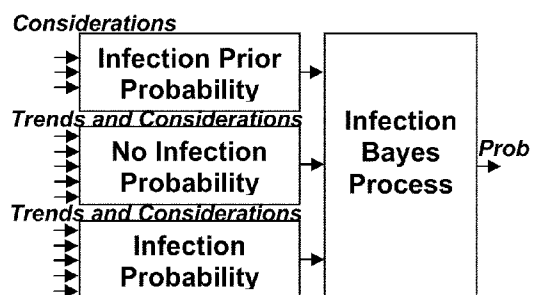 Considerations
Infection Prior
Probability
Trends and Considerations
No Infection
Probability
Trends and Considerations
Infection
Probability
Infection
Bayes
Process
Prob